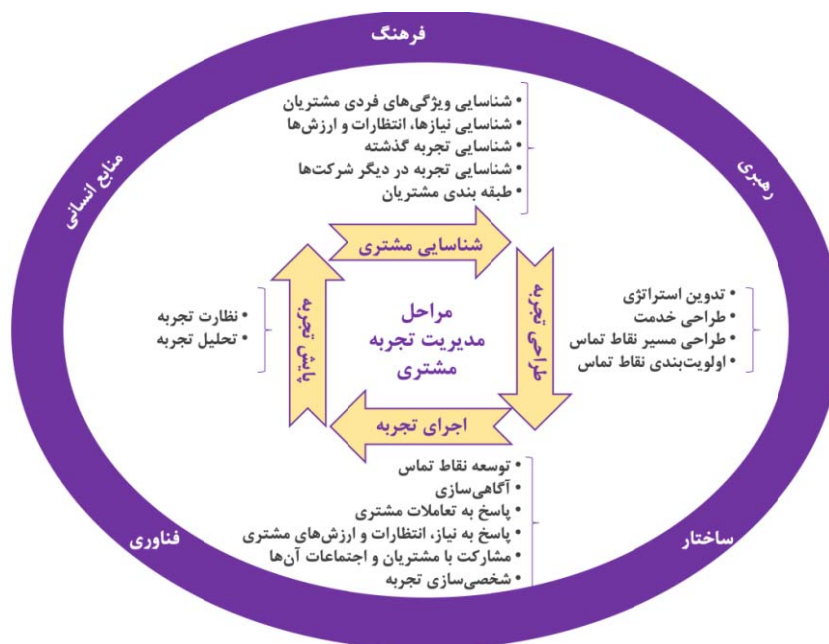 فرهنگ
رهبری
منابع انسانی
• شناسایی ویژگی‌های فردی مشتریان
• شناسایی نیازها، انتظارات و ارزش‌ها
• شناسایی تجربه گذشته
• شناسایی تجربه در دیگر شرکت‌ها
• طبقه بندی مشتریان
شناسایی مشتری
طراحی تجربه
• تدوین استراتژی
• طراحی خدمت
• طراحی مسیر نقاط تماس
• اولویت‌بندی نقاط تماس
مراحل
مدیریت تجربه
مشتری
پایش تجربه
• نظارت تجربه
• تحلیل تجربه
اجرای تجربه
• توسعه نقاط تماس
• آگاهی‌سازی
• پاسخ به تعاملات مشتری
• پاسخ به نیاز، انتظارات و ارزش‌های مشتری
• مشارکت با مشتریان و اجتماعات آن‌ها
• شخصی‌سازی تجربه
ساختار
فناوری